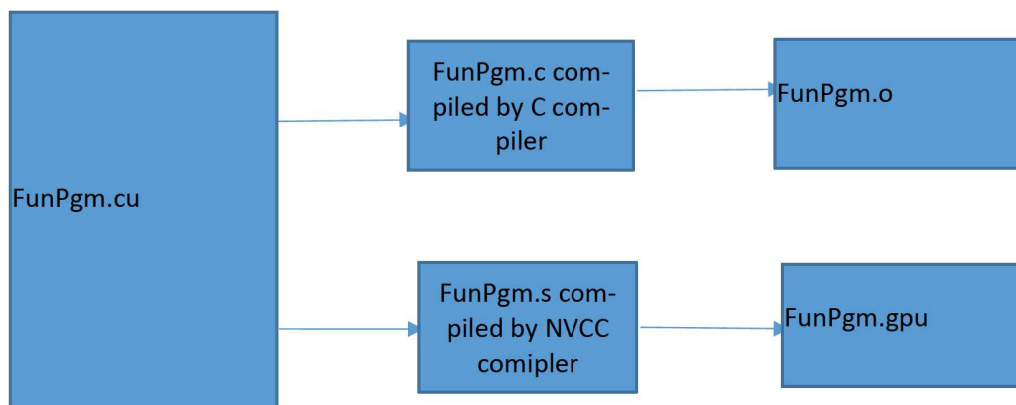 FunPgm.cu
FunPgm.c com-
piled by C com-
piler
FunPgm.o
FunPgm.s com-
piled by NVCC
comipler
FunPgm.gpu